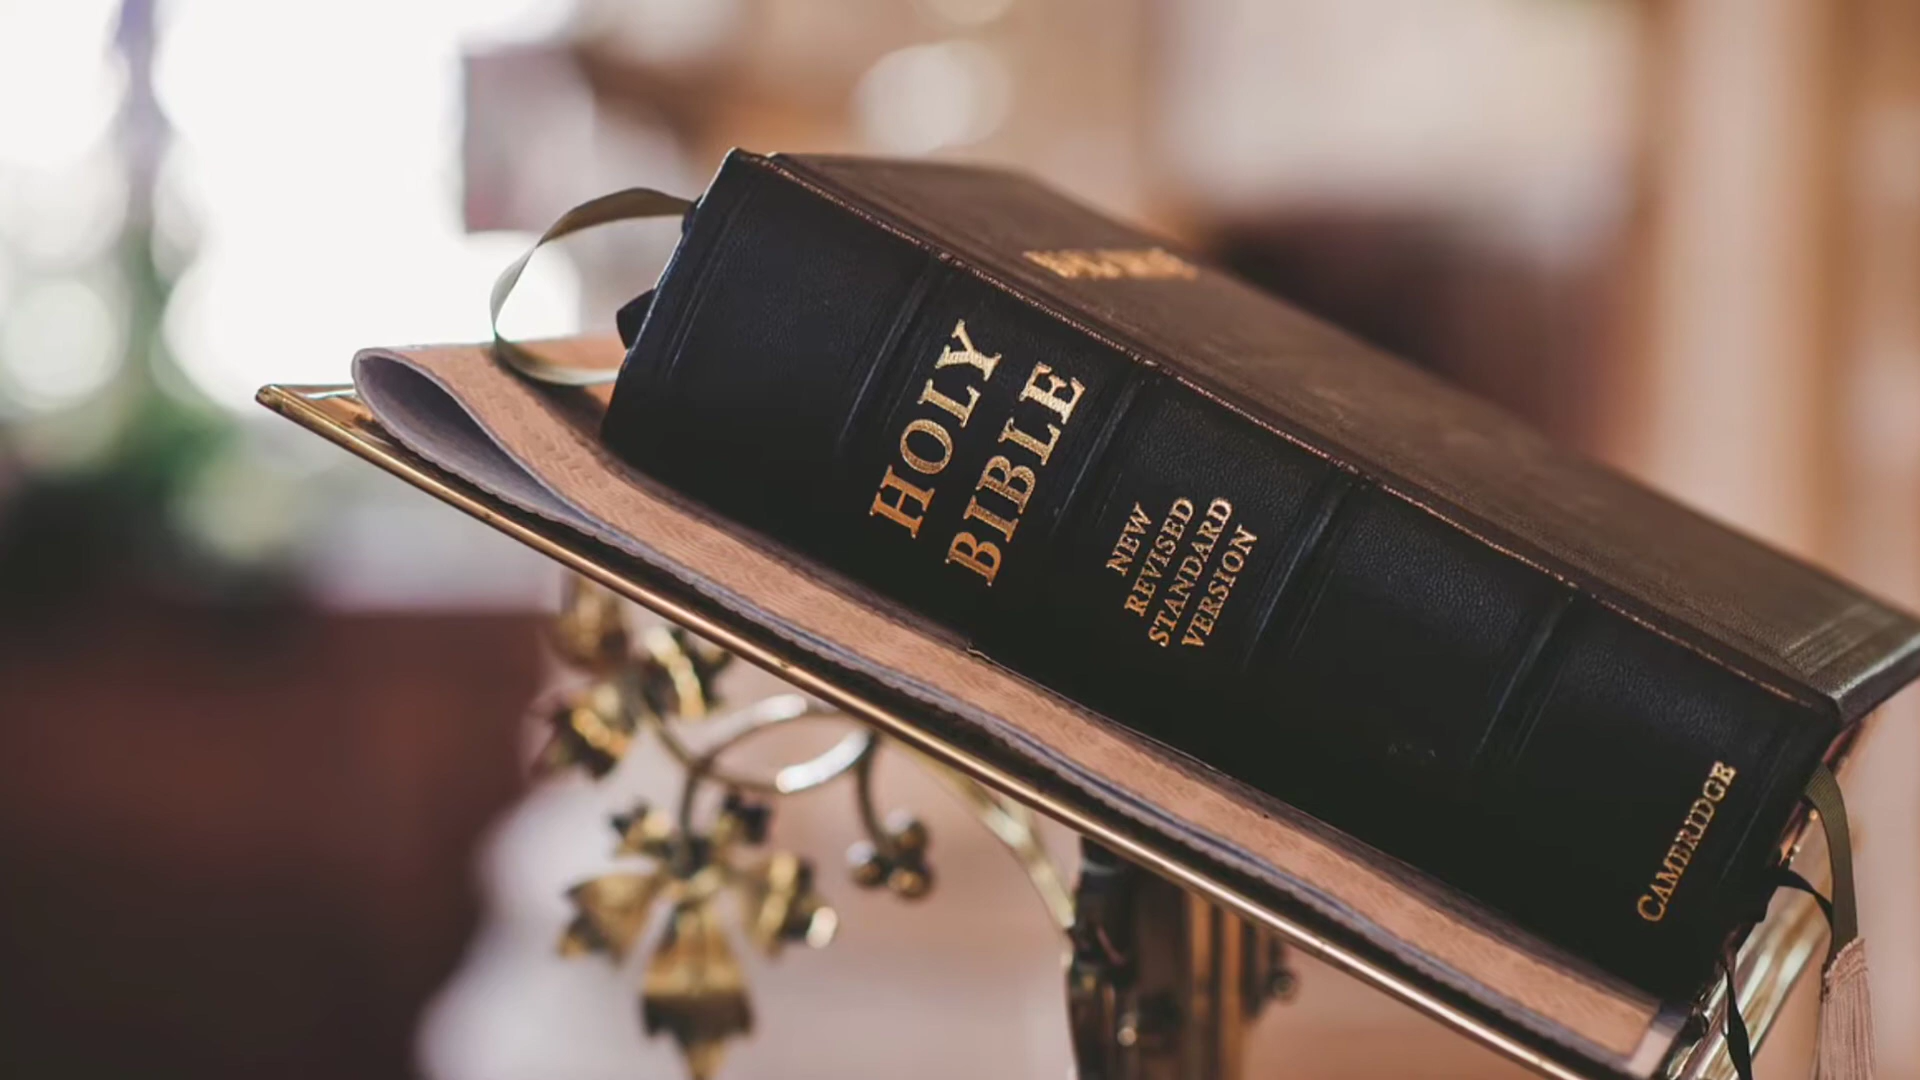 HOLY
BIBLE
NEW
REVISED
STANDARD
VERSION
CAMBRIDGE